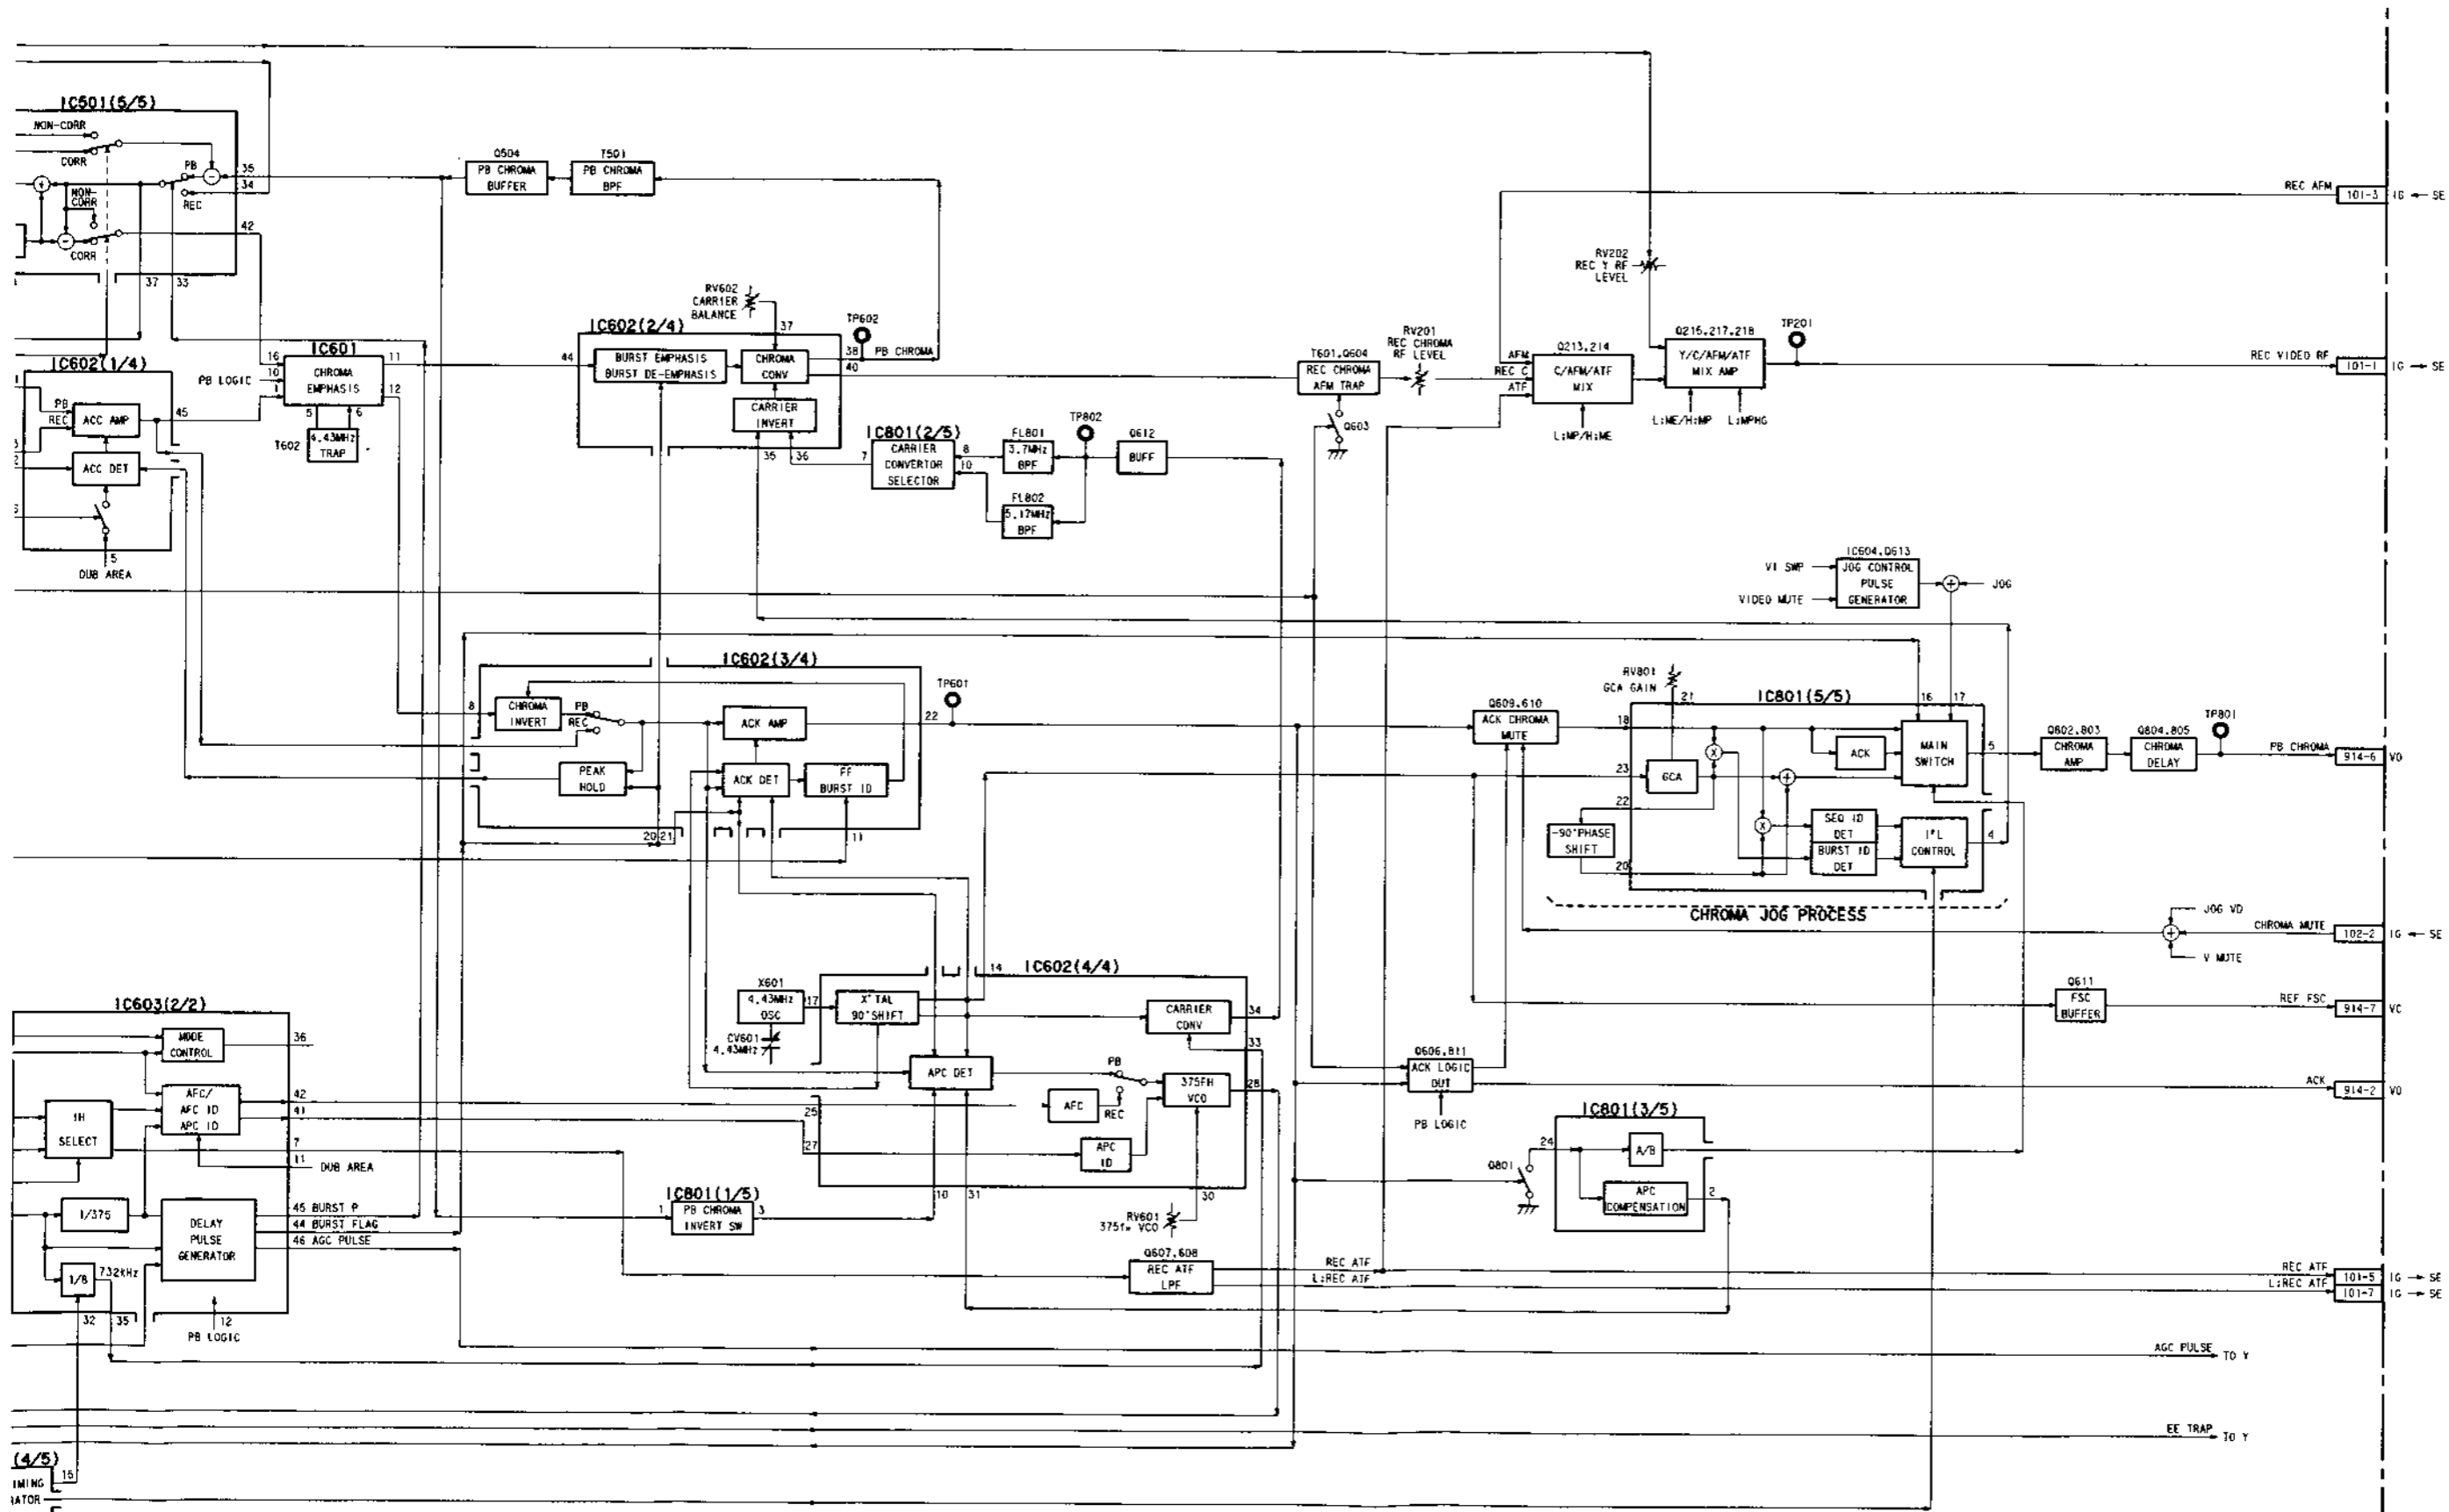 IC501(5/5)
NON-CORR
CORR
PB
35
34
NON-
CORR
REC
42
CORR
37
33
Q504
PB CHROMA
BUFFER
T501
PB CHROMA
BPF
REC AFM
101-3
IG ← SE
RV202
REC Y RF
LEVEL
RV602
CARRIER
BALANCE
37
IC602(2/4)
TP602
44
BURST EMPHASIS
BURST DE-EMPHASIS
CHROMA
CONV
38
PB CHROMA
40
CARRIER
INVERT
35
36
IC602(1/4)
PB
REC
ACC AMP
45
ACC DET
5
DUB AREA
IC601
16
10
1
PB LOGIC
CHROMA
EMPHASIS
11
12
5
6
T602
4.43MHz
TRAP
IC801(2/5)
7
CARRIER
CONVERTOR
SELECTOR
8
10
FL801
3.7MHz
BPF
FL802
5.17MHz
BPF
TP802
Q612
BUFF
T601,Q604
REC CHROMA
AFM TRAP
Q603
RV201
REC CHROMA
RF LEVEL
AFM
REC C
ATF
Q213,214
C/AFM/ATF
MIX
L:MP/H:ME
Q215,217,218
Y/C/AFM/ATF
MIX AMP
L:ME/H:MP
L:MPHG
TP201
REC VIDEO RF
101-1
IG ← SE
IC604,Q613
V1 SWP
VIDEO MUTE
JOG CONTROL
PULSE
GENERATOR
JOG
IC602(3/4)
8
CHROMA
INVERT
PB
REC
ACK AMP
22
TP601
PEAK
HOLD
ACK DET
FF
BURST ID
20
21
11
Q609,610
ACK CHROMA
MUTE
RV801
GCA GAIN
21
IC801(5/5)
16
17
18
ACK
MAIN
SWITCH
5
23
GCA
22
-90°PHASE
SHIFT
20
SEQ ID
DET
BURST ID
DET
I²L
CONTROL
4
CHROMA JOG PROCESS
Q802,803
CHROMA
AMP
Q804,805
CHROMA
DELAY
TP801
PB CHROMA
914-6
VO
JOG VD
CHROMA MUTE
102-2
IG ← SE
V MUTE
Q611
FSC
BUFFER
REF FSC
914-7
VC
IC602(4/4)
14
X601
4.43MHz
OSC
17
X'TAL
90°SHIFT
CV601
4.43MHz
CARRIER
CONV
34
33
APC DET
PB
REC
AFC
375FH
VCO
28
25
27
APC
ID
10
31
30
RV601
375fH VCO
Q606,811
ACK LOGIC
OUT
PB LOGIC
ACK
914-2
VO
IC603(2/2)
MODE
CONTROL
36
1H
SELECT
AFC/
AFC ID
APC ID
42
41
7
11
DUB AREA
1/375
DELAY
PULSE
GENERATOR
45 BURST P
44 BURST FLAG
46 AGC PULSE
1/8
732kHz
32
35
12
PB LOGIC
IC801(1/5)
1
PB CHROMA
INVERT SW
3
IC801(3/5)
24
Q801
A/B
APC
COMPENSATION
2
Q607,608
REC ATF
LPF
REC ATF
L:REC ATF
REC ATF
101-5
IG → SE
L:REC ATF
101-7
IG → SE
AGC PULSE
TO Y
EE TRAP
TO Y
(4/5)
15